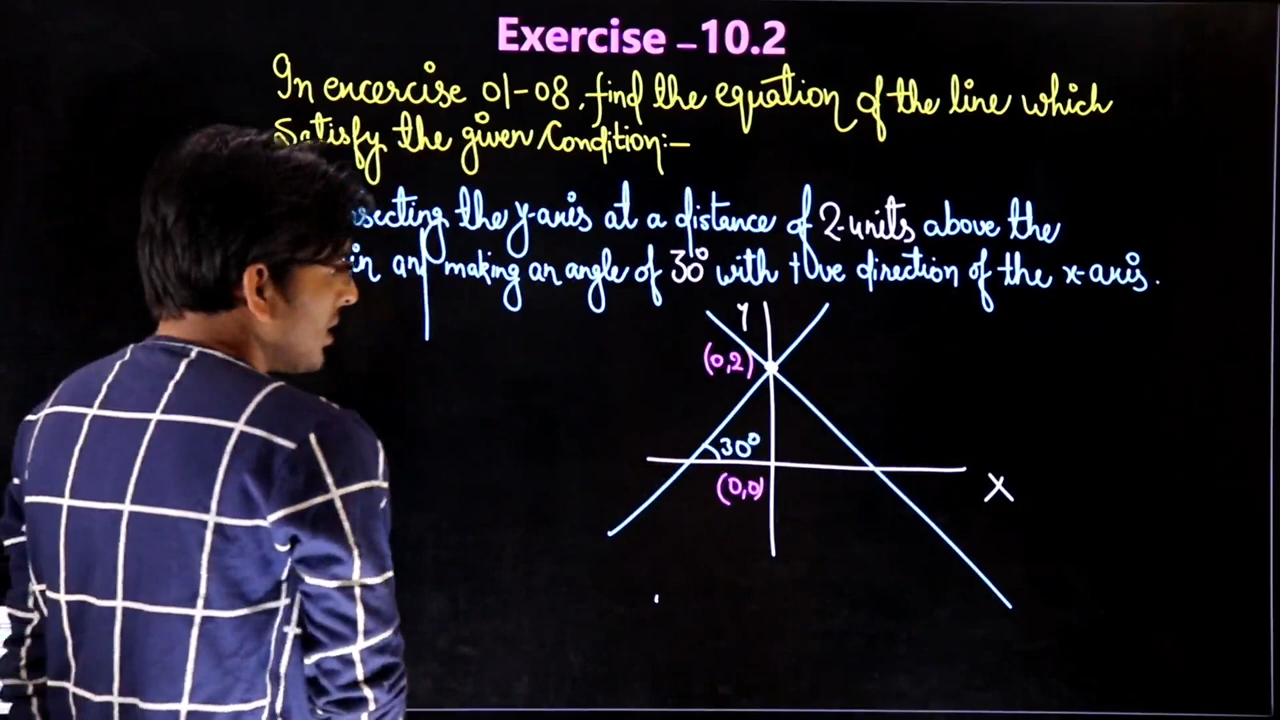 Exercise – 10.2
In encercise 01-08, find the equation of the line which
Satisfy the given Condition:-
secting the y-axis at a distance of 2-units above the
in and making an angle of 30° with +ve direction of the x-axis.
Y
(0,2)
30°
(0,0)
X